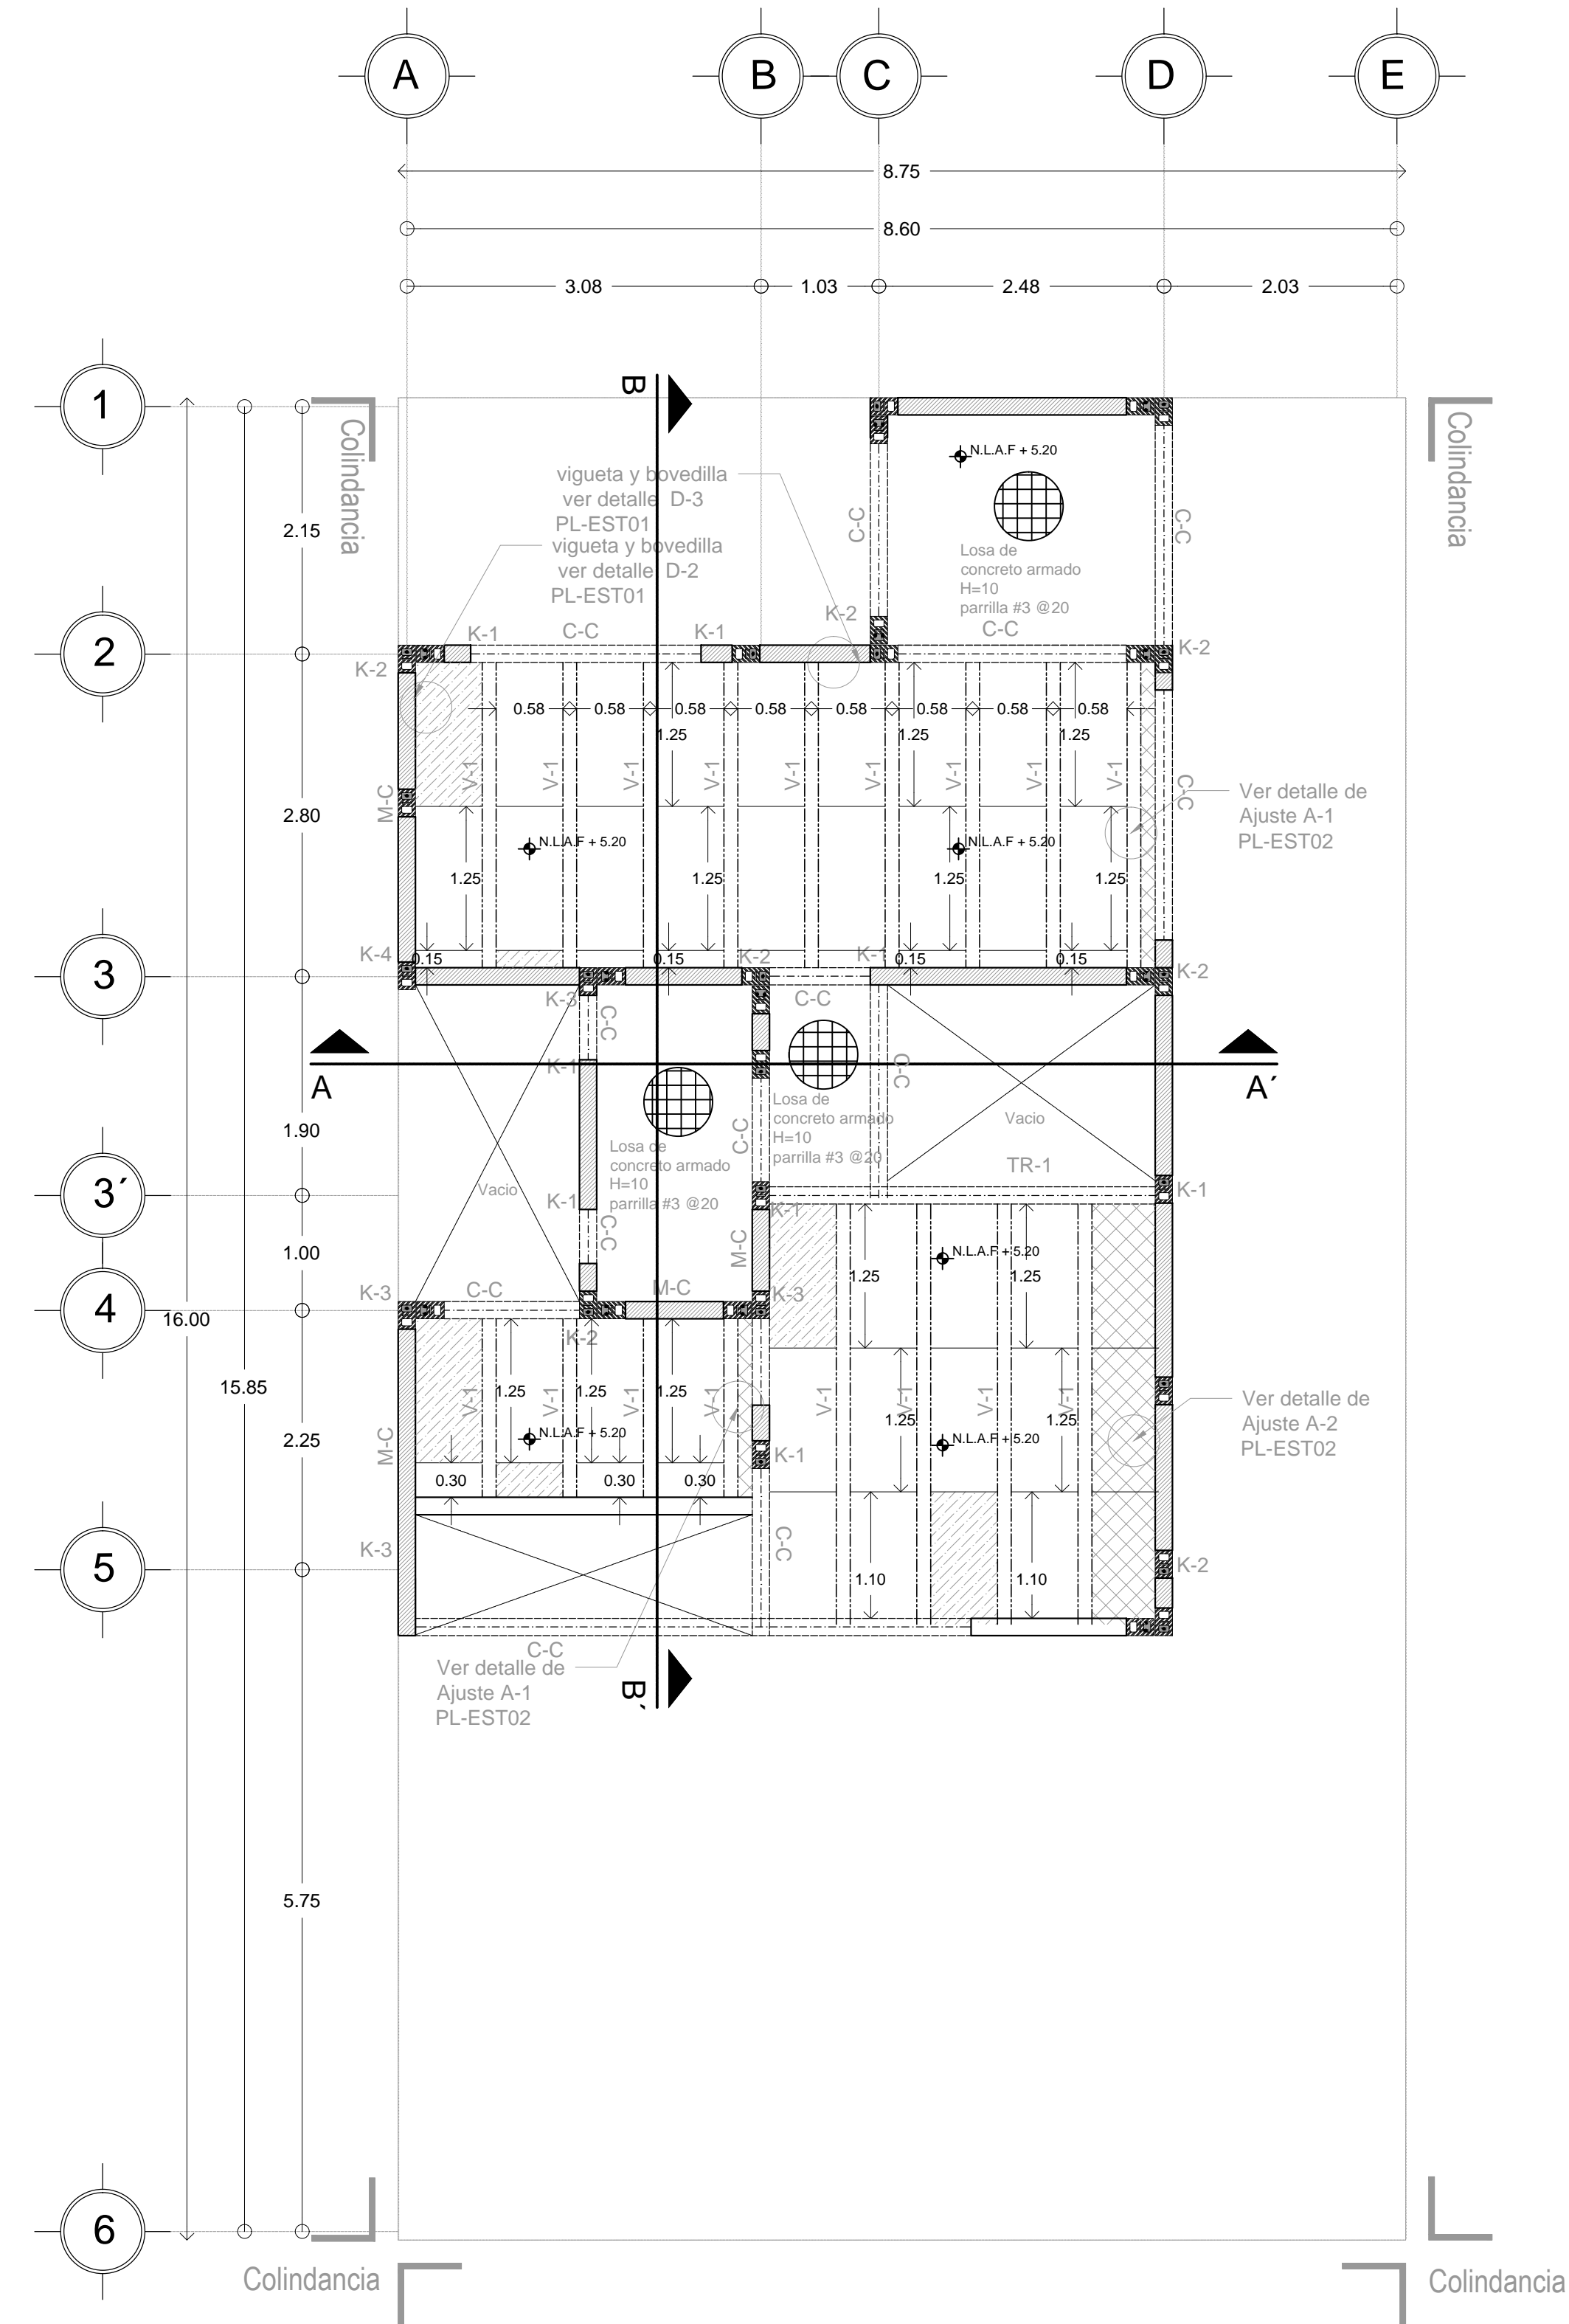 A B C D E
8.75
8.60
3.08 1.03 2.48 2.03
1
B
Colindancia
Colindancia
N.L.A.F + 5.20
vigueta y bovedilla
ver detalle D-3
PL-EST01
2.15
C-C
C-C
vigueta y bovedilla
ver detalle D-2
PL-EST01
Losa de
concreto armado
H=10
parrilla #3 @20
K-2
K-1 C-C K-1 C-C
2
K-2
K-2
0.58 0.58 0.58 0.58 0.58 0.58 0.58 0.58
1.25 1.25 1.25
V-1 V-1 V-1 V-1 V-1 V-1 V-1 V-1 V-1
M-C
C-C
Ver detalle de
Ajuste A-1
PL-EST02
2.80
N.L.A.F + 5.20 N.L.A.F + 5.20
1.25 1.25 1.25 1.25
K-4 K-2 K-1
0.15 0.15 0.15 0.15
3
K-2
K-3 C-C C-C
K-1 C-C
A A´
Losa de
concreto armado
H=10
parrilla #3 @20
Vacio
TR-1
1.90
C-C
Losa de
concreto armado
H=10
parrilla #3 @20
Vacio
3´
K-1 K-1 K-1
C-C M-C
1.00
N.L.A.F + 5.20
1.25 1.25
K-3 C-C M-C K-3
4
16.00
K-2
15.85
1.25 1.25 1.25
V-1 V-1 V-1 V-1 V-1 V-1 V-1 V-1
1.25 1.25
Ver detalle de
Ajuste A-2
PL-EST02
2.25
M-C
N.L.A.F + 5.20 N.L.A.F + 5.20
K-1
0.30 0.30 0.30
K-3 C-C K-2
5
1.10 1.10
C-C
Ver detalle de
Ajuste A-1
PL-EST02
B´
5.75
6
Colindancia
Colindancia